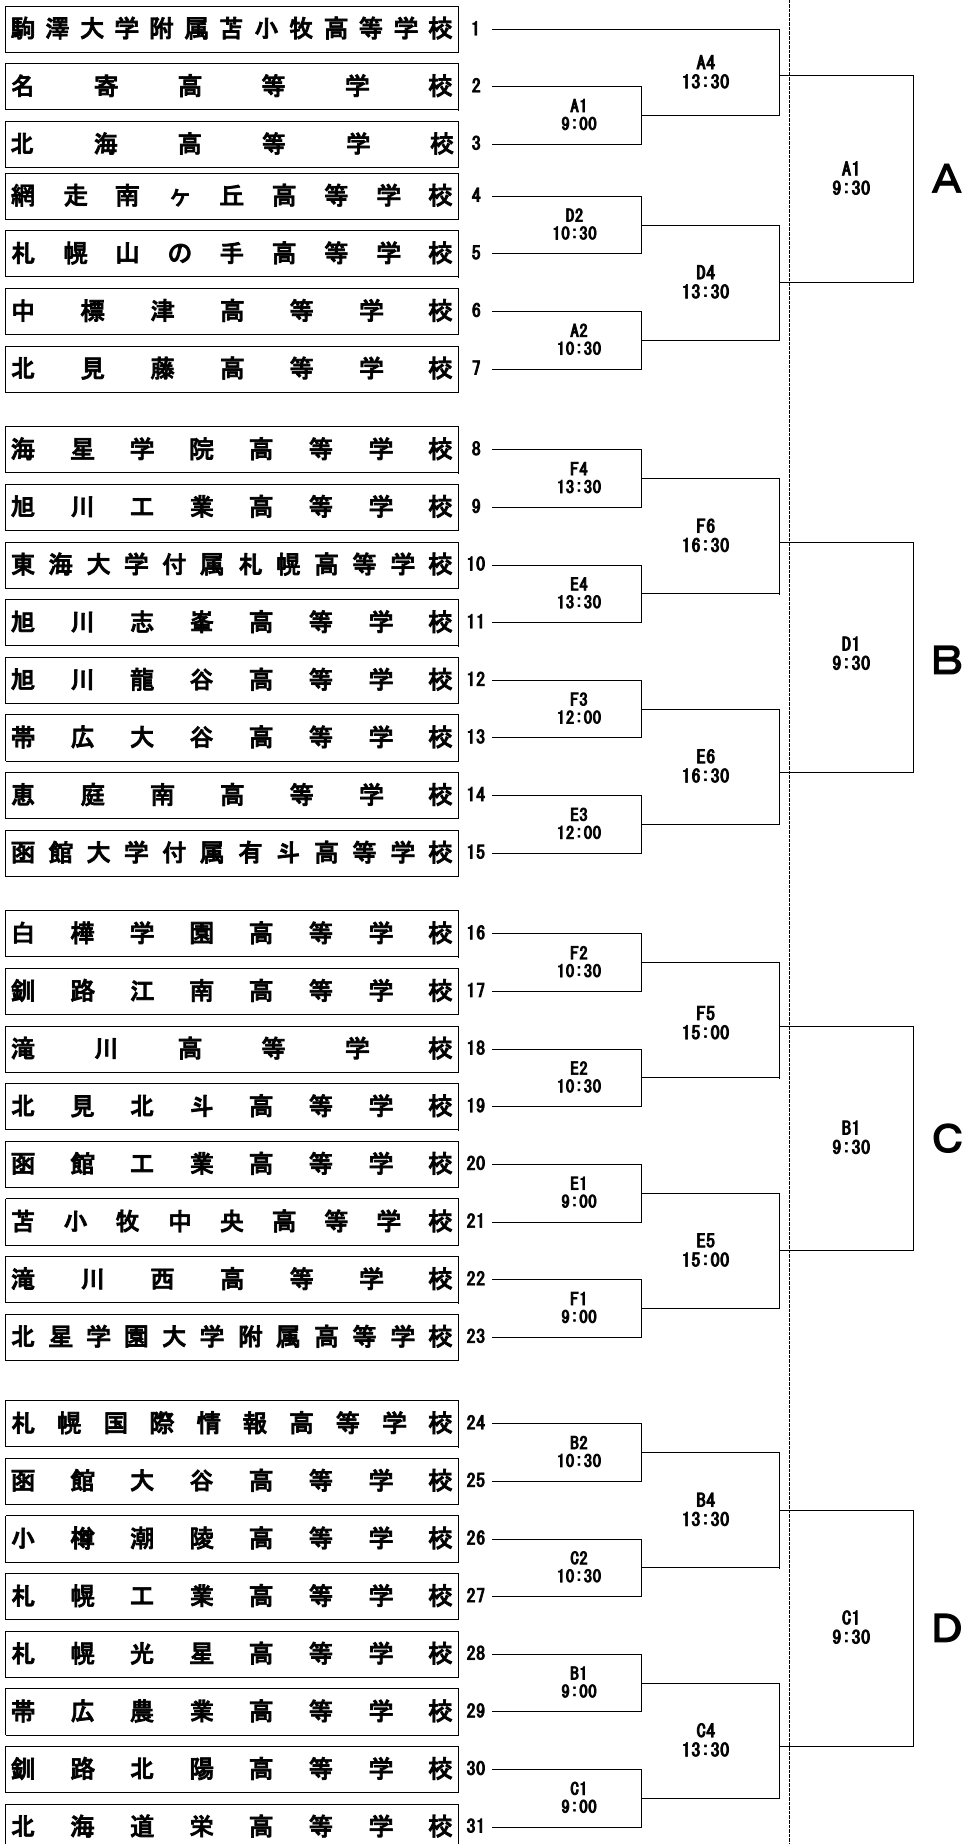 駒澤大学附属苫小牧高等学校 1
A4
13:30
名寄高等学校 2
A1
9:00
北海高等学校 3
A1
9:30
A
網走南ヶ丘高等学校 4
D2
10:30
札幌山の手高等学校 5
D4
13:30
中標津高等学校 6
A2
10:30
北見藤高等学校 7
海星学院高等学校 8
F4
13:30
旭川工業高等学校 9
F6
16:30
東海大学付属札幌高等学校 10
E4
13:30
旭川志峯高等学校 11
D1
9:30
B
旭川龍谷高等学校 12
F3
12:00
帯広大谷高等学校 13
E6
16:30
恵庭南高等学校 14
E3
12:00
函館大学付属有斗高等学校 15
白樺学園高等学校 16
F2
10:30
釧路江南高等学校 17
F5
15:00
滝川高等学校 18
E2
10:30
北見北斗高等学校 19
B1
9:30
C
函館工業高等学校 20
E1
9:00
苫小牧中央高等学校 21
E5
15:00
滝川西高等学校 22
F1
9:00
北星学園大学附属高等学校 23
札幌国際情報高等学校 24
B2
10:30
函館大谷高等学校 25
B4
13:30
小樽潮陵高等学校 26
C2
10:30
札幌工業高等学校 27
C1
9:30
D
札幌光星高等学校 28
B1
9:00
帯広農業高等学校 29
C4
13:30
釧路北陽高等学校 30
C1
9:00
北海道栄高等学校 31